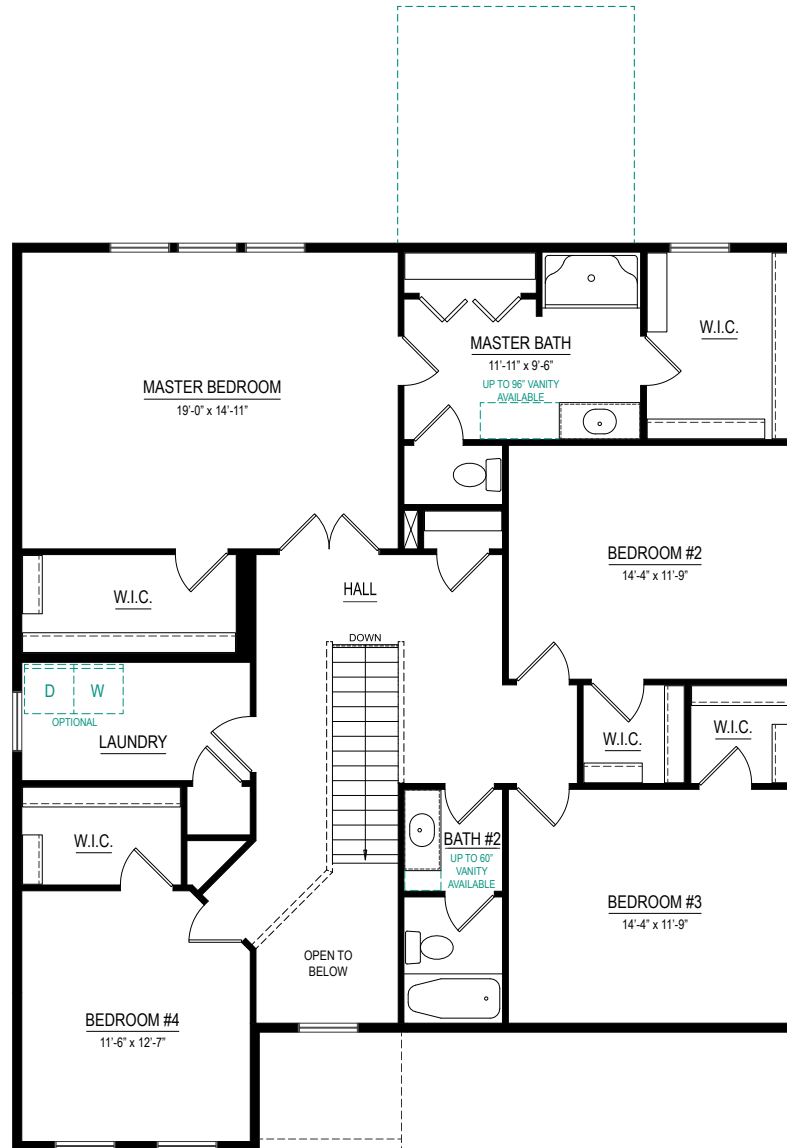 MASTER BATH
11'-11" x 9'-6"
UP TO 96" VANITY
AVAILABLE
W.I.C.
MASTER BEDROOM
19'-0" x 14'-11"
BEDROOM #2
14'-4" x 11'-9"
W.I.C.
HALL
DOWN
D W
OPTIONAL
LAUNDRY
W.I.C.
W.I.C.
W.I.C.
BATH #2
UP TO 60"
VANITY
AVAILABLE
BEDROOM #3
14'-4" x 11'-9"
OPEN TO
BELOW
BEDROOM #4
11'-6" x 12'-7"